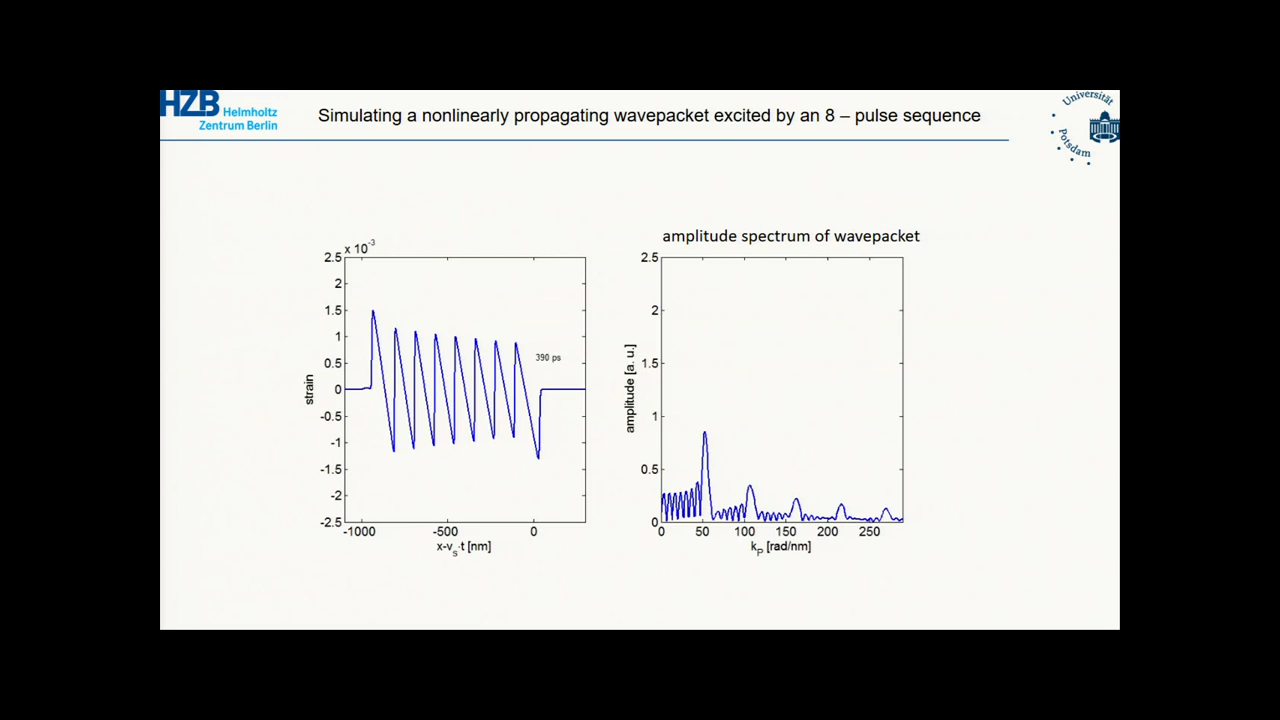 HZB Helmholtz
Zentrum Berlin
Simulating a nonlinearly propagating wavepacket excited by an 8 – pulse sequence
Universität
Potsdam
amplitude spectrum of wavepacket
x 10^-3
2.5
2
1.5
1
0.5
0
-0.5
-1
-1.5
-2
-2.5
strain
390 ps
-1000 -500 0
x-v_s·t [nm]
2.5
2
1.5
1
0.5
0
amplitude [a. u.]
0 50 100 150 200 250
k_P [rad/nm]